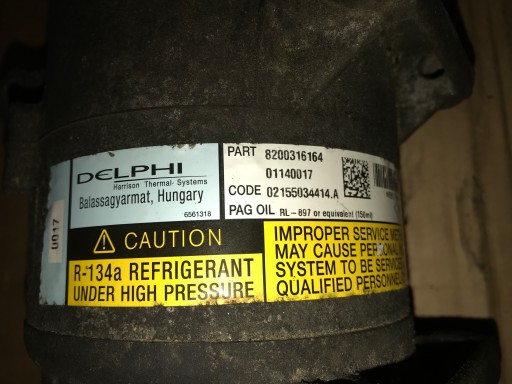 DELPHI
Harrison Thermal Systems
Balassagyarmat, Hungary
6561318
U017
PART 8200316164
01140017
CODE 02155034414.A
PAG OIL RL-897 or equivalent (150ml)
CAUTION
R-134a REFRIGERANT
UNDER HIGH PRESSURE
IMPROPER SERVICE
MAY CAUSE PERSONAL
SYSTEM TO BE
QUALIFIED